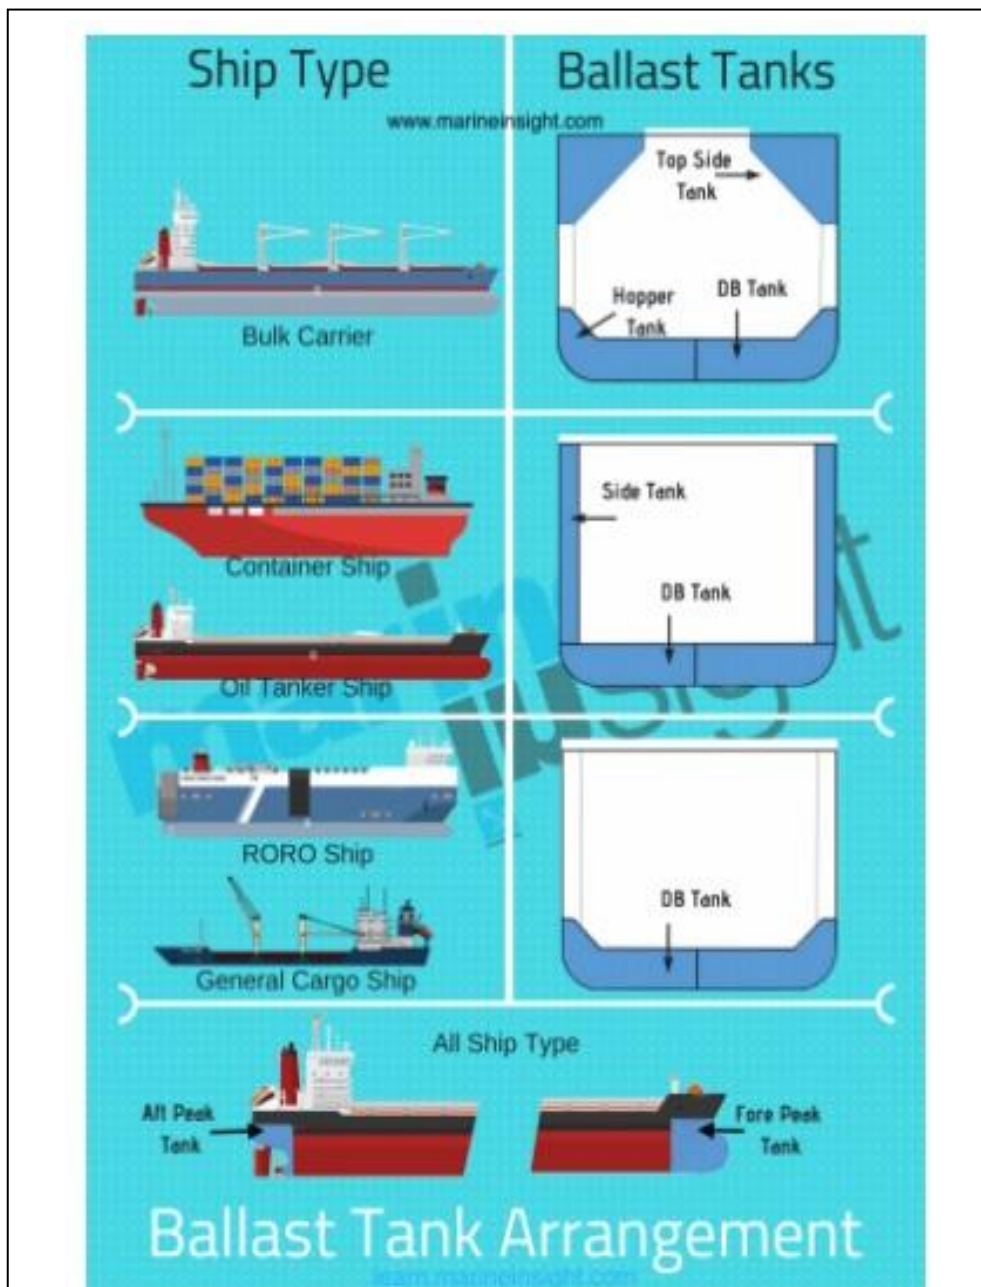 Ship Type
Ballast Tanks
www.marineinsight.com
Top Side
Tank
Hopper
Tank
DB Tank
Bulk Carrier
Side Tank
DB Tank
Container Ship
Oil Tanker Ship
marine
insight
DB Tank
RORO Ship
General Cargo Ship
All Ship Type
Aft Peak
Tank
Fore Peak
Tank
Ballast Tank Arrangement
learn.marineinsight.com